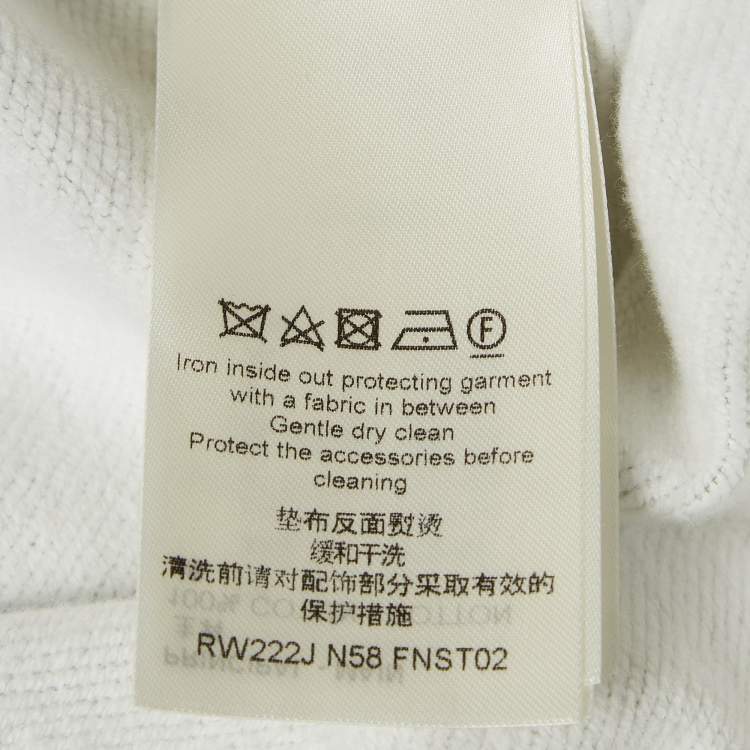 F
Iron inside out protecting garment
with a fabric in between
Gentle dry clean
Protect the accessories before
cleaning
垫布反面熨烫
缓和干洗
清洗前请对配饰部分采取有效的
保护措施
RW222J N58 FNST02